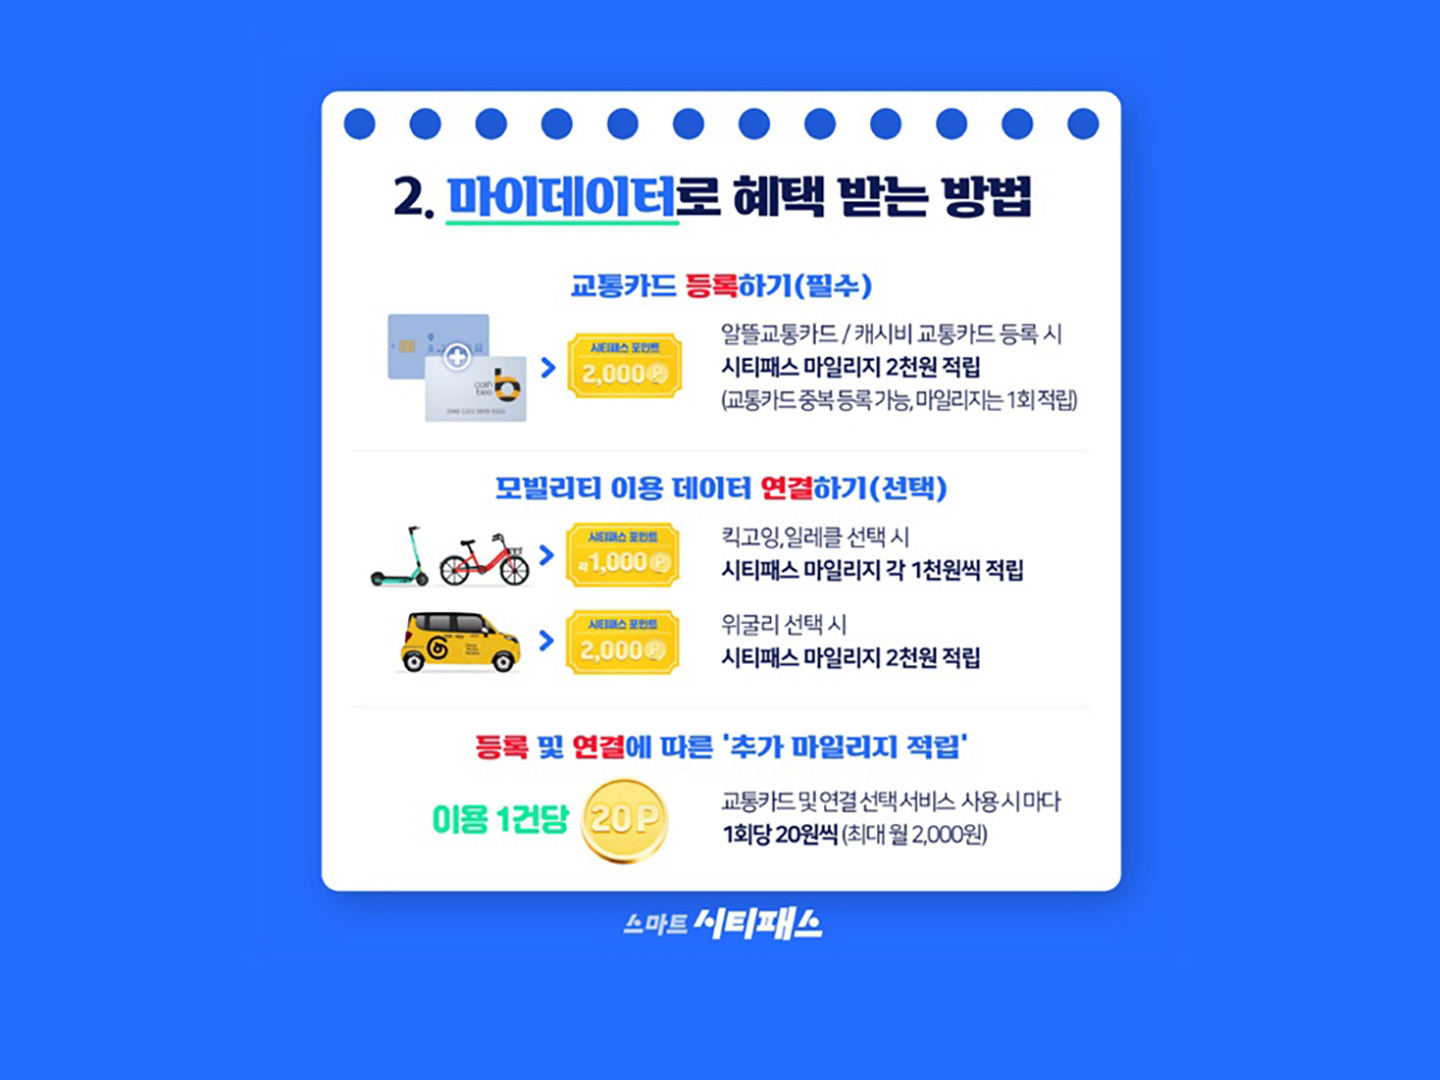 2. 마이데이터로 혜택 받는 방법
교통카드 등록하기(필수)
cash
bee
시티패스 포인트
2,000 P
알뜰교통카드 / 캐시비 교통카드 등록 시
시티패스 마일리지 2천원 적립
(교통카드 중복 등록 가능, 마일리지는 1회 적립)
모빌리티 이용 데이터 연결하기(선택)
시티패스 포인트
각1,000 P
킥고잉,일레클 선택 시
시티패스 마일리지 각 1천원씩 적립
시티패스 포인트
2,000 P
위굴리 선택 시
시티패스 마일리지 2천원 적립
등록 및 연결에 따른 '추가 마일리지 적립'
이용 1건당
20P
교통카드 및 연결 선택 서비스 사용 시 마다
1회당 20원씩 (최대 월 2,000원)
스마트 시티패스